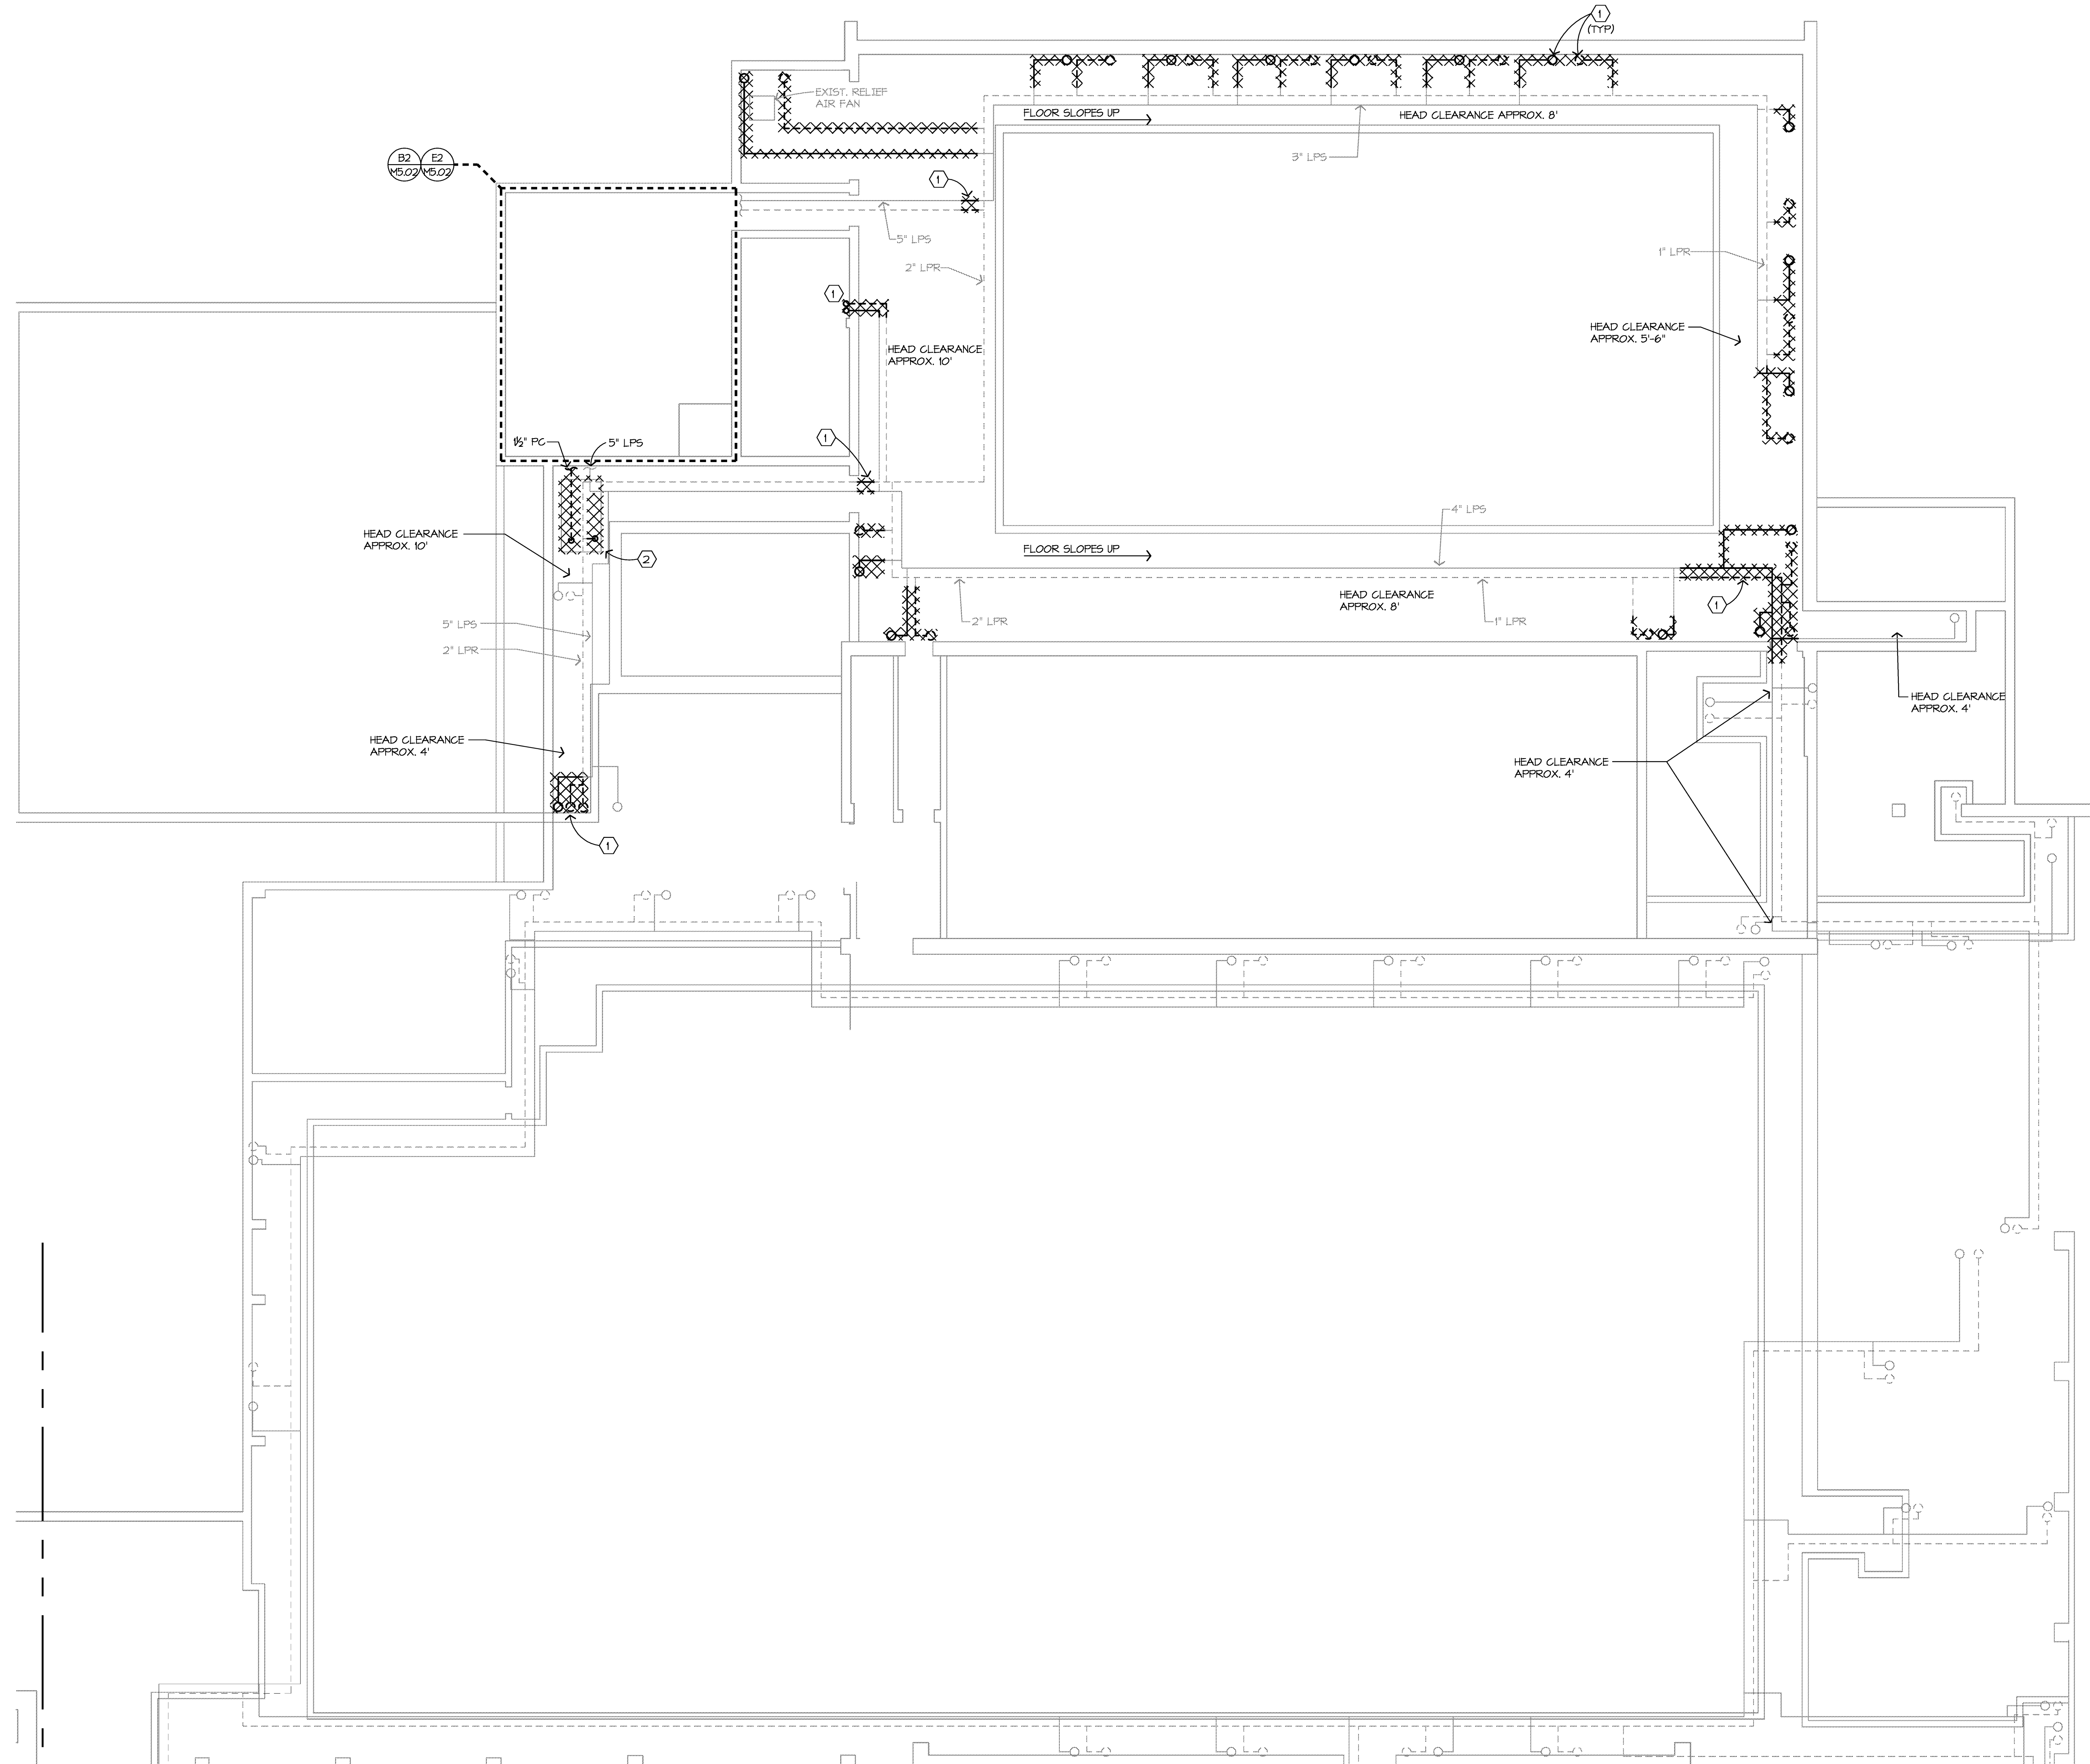 1
(TYP)
EXIST. RELIEF
AIR FAN
FLOOR SLOPES UP
HEAD CLEARANCE APPROX. 8'
3" LPS
B2
M5.02
E2
M5.02
1
5" LPS
2" LPR
1" LPR
1
HEAD CLEARANCE
APPROX. 5'-6"
HEAD CLEARANCE
APPROX. 10'
1½" PC
5" LPS
1
4" LPS
HEAD CLEARANCE
APPROX. 10'
FLOOR SLOPES UP
2
HEAD CLEARANCE
APPROX. 8'
1
5" LPS
2" LPR
1" LPR
2" LPR
HEAD CLEARANCE
APPROX. 4'
HEAD CLEARANCE
APPROX. 4'
HEAD CLEARANCE
APPROX. 4'
1